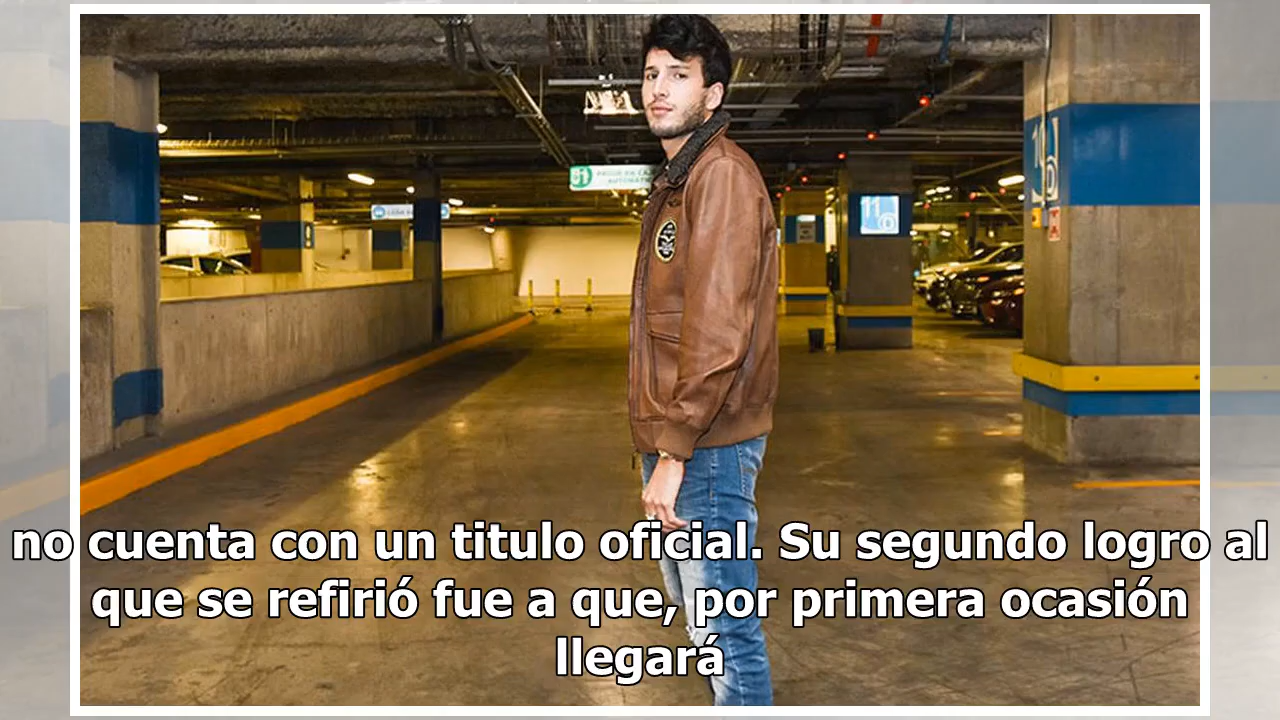 no cuenta con un titulo oficial. Su segundo logro al
que se refirió fue a que, por primera ocasión
llegará
11